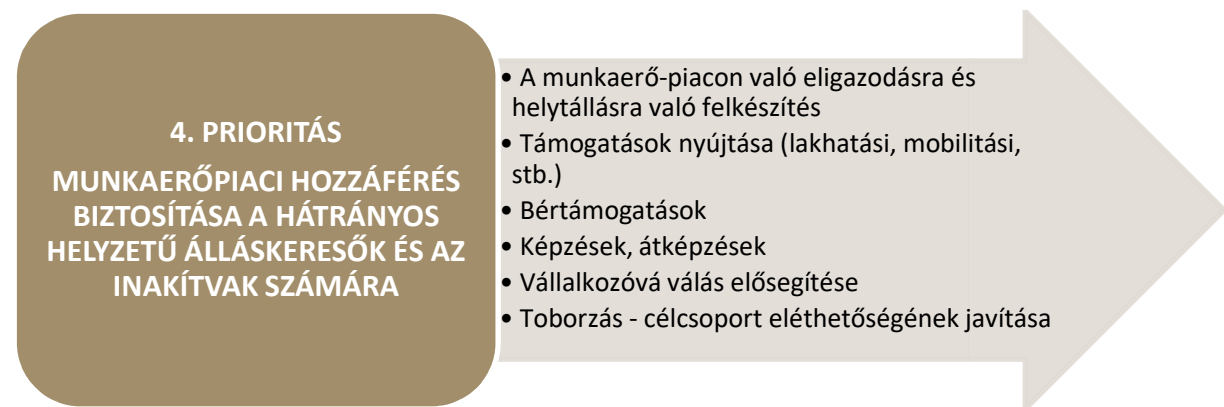 4. PRIORITÁS
MUNKAERŐPIACI HOZZÁFÉRÉS
BIZTOSÍTÁSA A HÁTRÁNYOS
HELYZETŰ ÁLLÁSKERESŐK ÉS AZ
INAKÍTVAK SZÁMÁRA
• A munkaerő-piacon való eligazodásra és
helytállásra való felkészítés
• Támogatások nyújtása (lakhatási, mobilitási,
stb.)
• Bértámogatások
• Képzések, átképzések
• Vállalkozóvá válás elősegítése
• Toborzás - célcsoport eléthetőségének javítása